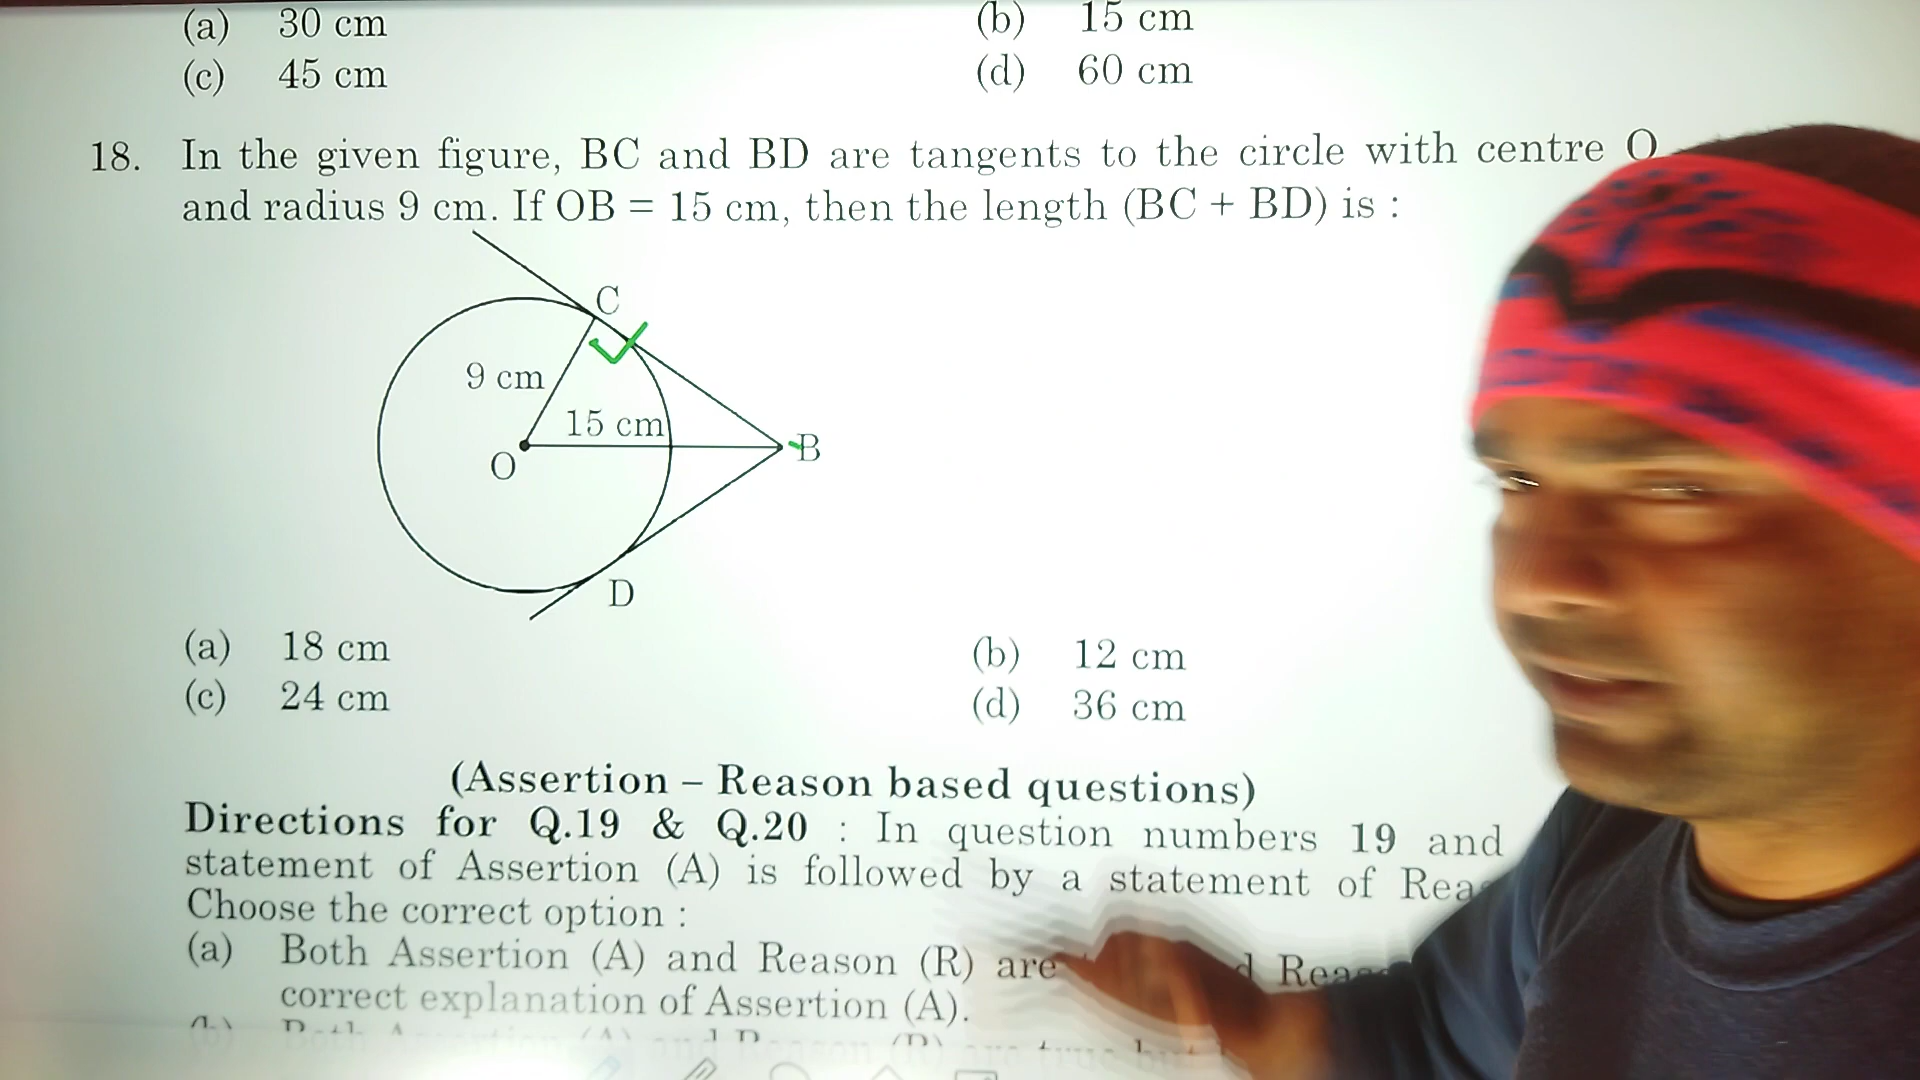 (a) 30 cm (b) 15 cm
(c) 45 cm (d) 60 cm
18. In the given figure, BC and BD are tangents to the circle with centre O
and radius 9 cm. If OB = 15 cm, then the length (BC + BD) is :
C
9 cm
15 cm
O
B
D
(a) 18 cm (b) 12 cm
(c) 24 cm (d) 36 cm
(Assertion – Reason based questions)
Directions for Q.19 & Q.20 : In question numbers 19 and
statement of Assertion (A) is followed by a statement of
Choose the correct option :
(a) Both Assertion (A) and Reason (R) are
correct explanation of Assertion (A).